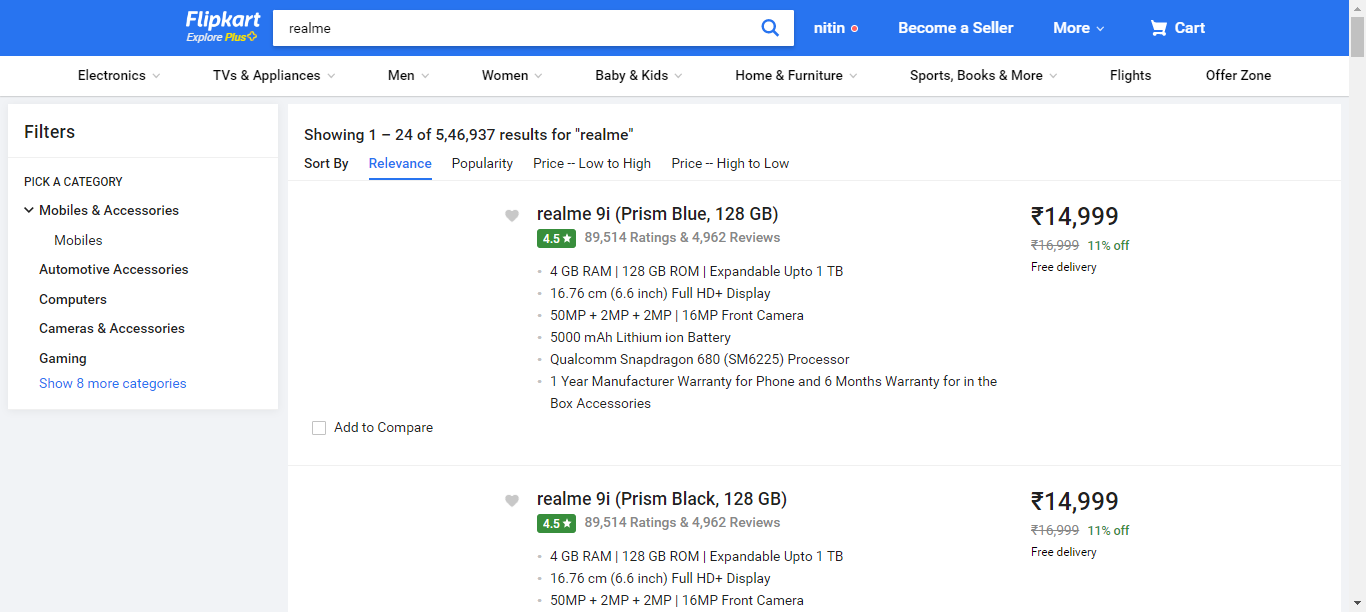 Flipkart
Explore Plus
realme
nitin
Become a Seller
More
Cart
Electronics
TVs & Appliances
Men
Women
Baby & Kids
Home & Furniture
Sports, Books & More
Flights
Offer Zone
Filters
PICK A CATEGORY
Mobiles & Accessories
Mobiles
Automotive Accessories
Computers
Cameras & Accessories
Gaming
Show 8 more categories
Showing 1 – 24 of 5,46,937 results for "realme"
Sort By Relevance Popularity Price -- Low to High Price -- High to Low
realme 9i (Prism Blue, 128 GB)
4.5★ 89,514 Ratings & 4,962 Reviews
4 GB RAM | 128 GB ROM | Expandable Upto 1 TB
16.76 cm (6.6 inch) Full HD+ Display
50MP + 2MP + 2MP | 16MP Front Camera
5000 mAh Lithium ion Battery
Qualcomm Snapdragon 680 (SM6225) Processor
1 Year Manufacturer Warranty for Phone and 6 Months Warranty for in the
Box Accessories
₹14,999
₹16,999 11% off
Free delivery
Add to Compare
realme 9i (Prism Black, 128 GB)
4.5★ 89,514 Ratings & 4,962 Reviews
4 GB RAM | 128 GB ROM | Expandable Upto 1 TB
16.76 cm (6.6 inch) Full HD+ Display
50MP + 2MP + 2MP | 16MP Front Camera
₹14,999
₹16,999 11% off
Free delivery